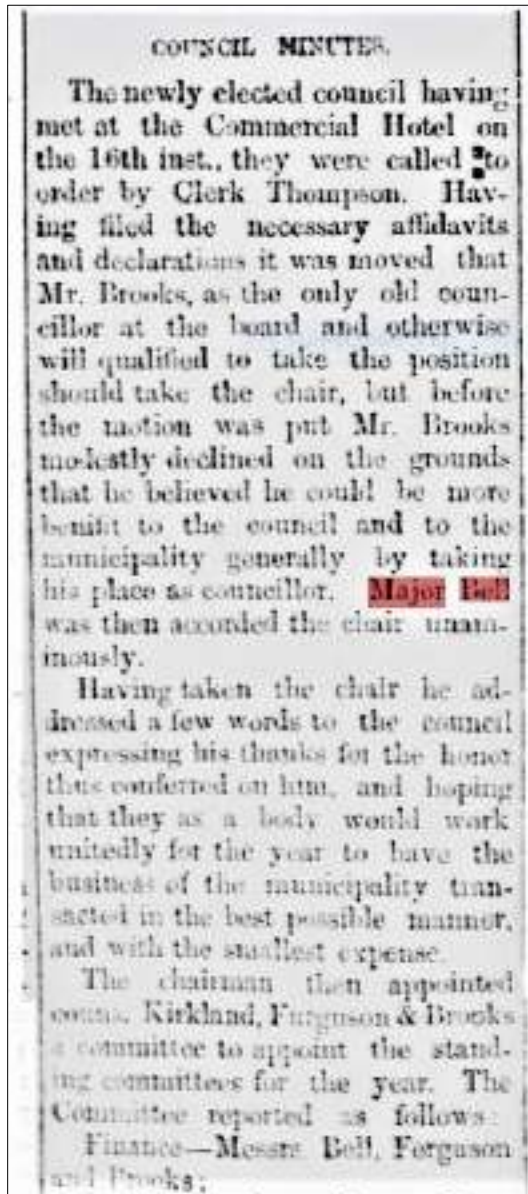 COUNCIL MINUTES.
The newly elected council having
met at the Commercial Hotel on
the 16th inst., they were called to
order by Clerk Thompson. Hav-
ing filed the necessary affidavits
and declarations it was moved that
Mr. Brooks, as the only old coun-
cillor at the board and otherwise
will qualified to take the position
should take the chair, but before
the motion was put Mr. Brooks
modestly declined on the grounds
that he believed he could be more
benifit to the council and to the
municipality generally by taking
his place as councillor. Major Bell
was then accorded the chair unam-
inously.
Having taken the chair he ad-
dressed a few words to the council
expressing his thanks for the honor
thus conferred on him, and hoping
that they as a body would work
unitedly for the year to have the
business of the municipality tran-
sacted in the best possible manner,
and with the smallest expense.
The chairman then appointed
couns. Kirkland, Furguson & Brooks
a committee to appoint the stand-
ing committees for the year. The
Committee reported as follows:
Finance—Messrs Bell, Ferguson
and Brooks;